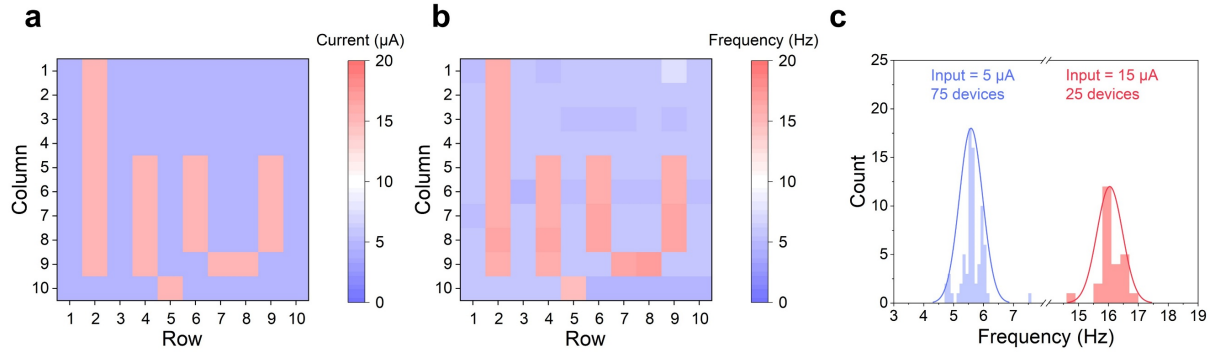 a
Current (µA)
20
15
10
5
0
1
2
3
4
5
6
7
8
9
10
Column
1 2 3 4 5 6 7 8 9 10
Row
b
Frequency (Hz)
20
15
10
5
0
1
2
3
4
5
6
7
8
9
10
Column
1 2 3 4 5 6 7 8 9 10
Row
c
25
20
15
10
5
0
Count
Input = 5 µA
75 devices
Input = 15 µA
25 devices
3 4 5 6 7 15 16 17 18 19
Frequency (Hz)